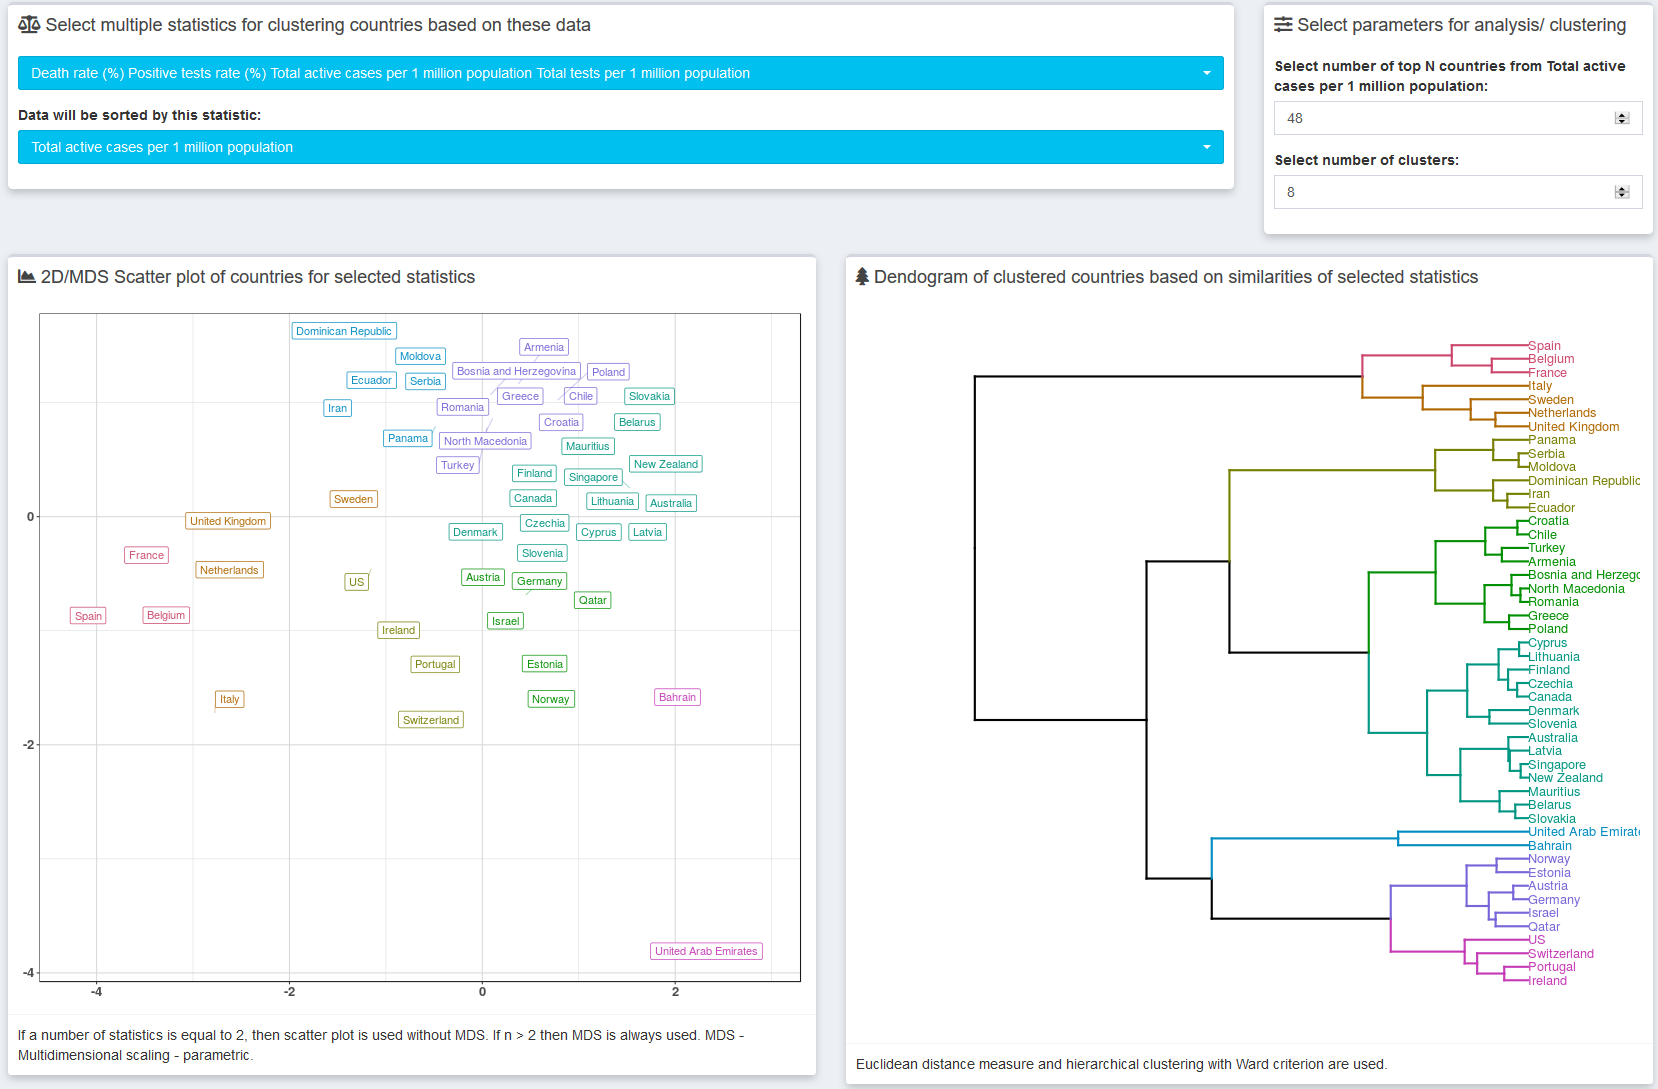 Select multiple statistics for clustering countries based on these data
Death rate (%) Positive tests rate (%) Total active cases per 1 million population Total tests per 1 million population
Data will be sorted by this statistic:
Total active cases per 1 million population
Select parameters for analysis/ clustering
Select number of top N countries from Total active
cases per 1 million population:
48
Select number of clusters:
8
2D/MDS Scatter plot of countries for selected statistics
Dominican Republic
Armenia
Moldova
Bosnia and Herzegovina
Poland
Ecuador
Serbia
Greece
Chile
Slovakia
Iran
Romania
Croatia
Belarus
Panama
North Macedonia
Mauritius
Turkey
New Zealand
Finland
Singapore
Sweden
Canada
Lithuania
Australia
0
United Kingdom
Czechia
Denmark
Cyprus
Latvia
France
Slovenia
Netherlands
US
Austria
Germany
Qatar
Spain
Belgium
Israel
Ireland
Portugal
Estonia
Italy
Norway
Bahrain
Switzerland
-2
United Arab Emirates
-4
-4
-2
0
2
If a number of statistics is equal to 2, then scatter plot is used without MDS. If n > 2 then MDS is always used. MDS -
Multidimensional scaling - parametric.
Dendogram of clustered countries based on similarities of selected statistics
Spain
Belgium
France
Italy
Sweden
Netherlands
United Kingdom
Panama
Serbia
Moldova
Dominican Republic
Iran
Ecuador
Croatia
Chile
Turkey
Armenia
Bosnia and Herzego
North Macedonia
Romania
Greece
Poland
Cyprus
Lithuania
Finland
Czechia
Canada
Denmark
Slovenia
Australia
Latvia
Singapore
New Zealand
Mauritius
Belarus
Slovakia
United Arab Emirate
Bahrain
Norway
Estonia
Austria
Germany
Israel
Qatar
US
Switzerland
Portugal
Ireland
Euclidean distance measure and hierarchical clustering with Ward criterion are used.